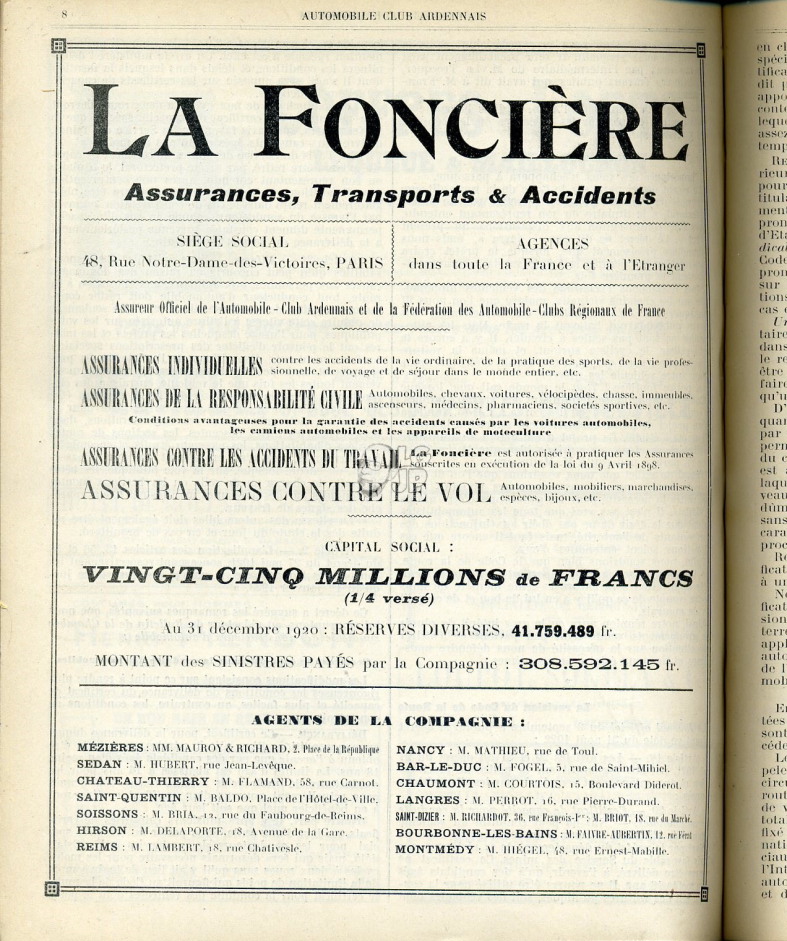 8
AUTOMOBILE CLUB ARDENNAIS
LA FONCIÈRE
Assurances, Transports & Accidents
SIÈGE SOCIAL
48, Rue Notre-Dame-des-Victoires, PARIS
AGENCES
dans toute la France et à l'Etranger
Assureur Officiel de l'Automobile-Club Ardennais et de la Fédération des Automobile-Clubs Régionaux de France
ASSURANCES INDIVIDUELLES contre les accidents de la vie ordinaire, de la pratique des sports, de la vie profes-
sionnelle, de voyage et de séjour dans le monde entier, etc.
ASSURANCES DE LA RESPONSABILITÉ CIVILE Automobiles, chevaux, voitures, vélocipèdes, chasse, immeubles,
ascenseurs, médecins, pharmaciens, sociétés sportives, etc.
Conditions avantageuses pour la garantie des accidents causés par les voitures automobiles,
les camions automobiles et les appareils de motoculture
ASSURANCES CONTRE LES ACCIDENTS DU TRAVAIL La Foncière est autorisée à pratiquer les Assurances
souscrites en exécution de la loi du 9 Avril 1898.
ASSURANCES CONTRE LE VOL Automobiles, mobiliers, marchandises,
espèces, bijoux, etc.
CAPITAL SOCIAL :
VINGT-CINQ MILLIONS de FRANCS
(1/4 versé)
Au 31 décembre 1920 : RÉSERVES DIVERSES, 41.759.489 fr.
MONTANT des SINISTRES PAYÉS par la Compagnie : 308.592.145 fr.
AGENTS DE LA COMPAGNIE :
MÉZIÈRES : MM. MAUROY & RICHARD, 2, Place de la République
SEDAN : M. HUBERT, rue Jean-Levêque.
CHATEAU-THIERRY : M. FLAMAND, 58, rue Carnot.
SAINT-QUENTIN : M. BALDO, Place de l'Hôtel-de-Ville.
SOISSONS : M. BRIA, 12, rue du Faubourg-de-Reims.
HIRSON : M. DELAPORTE, 18, Avenue de la Gare.
REIMS : M. LAMBERT, 18, rue Chativesle.
NANCY : M. MATHIEU, rue de Toul.
BAR-LE-DUC : M. FOGEL, 5, rue de Saint-Mihiel.
CHAUMONT : M. COURTOIS, 15, Boulevard Diderot.
LANGRES : M. PERROT, 16, rue Pierre-Durand.
SAINT-DIZIER : M. RICHARDOT, 36, rue François-Ier ; M. BRIOT, 48, rue du Marché.
BOURBONNE-LES-BAINS : M. FAIVRE-AUBERTIN, 12, rue Férat
MONTMÉDY : M. HIÉGEL, 48, rue Ernest-Mabille.